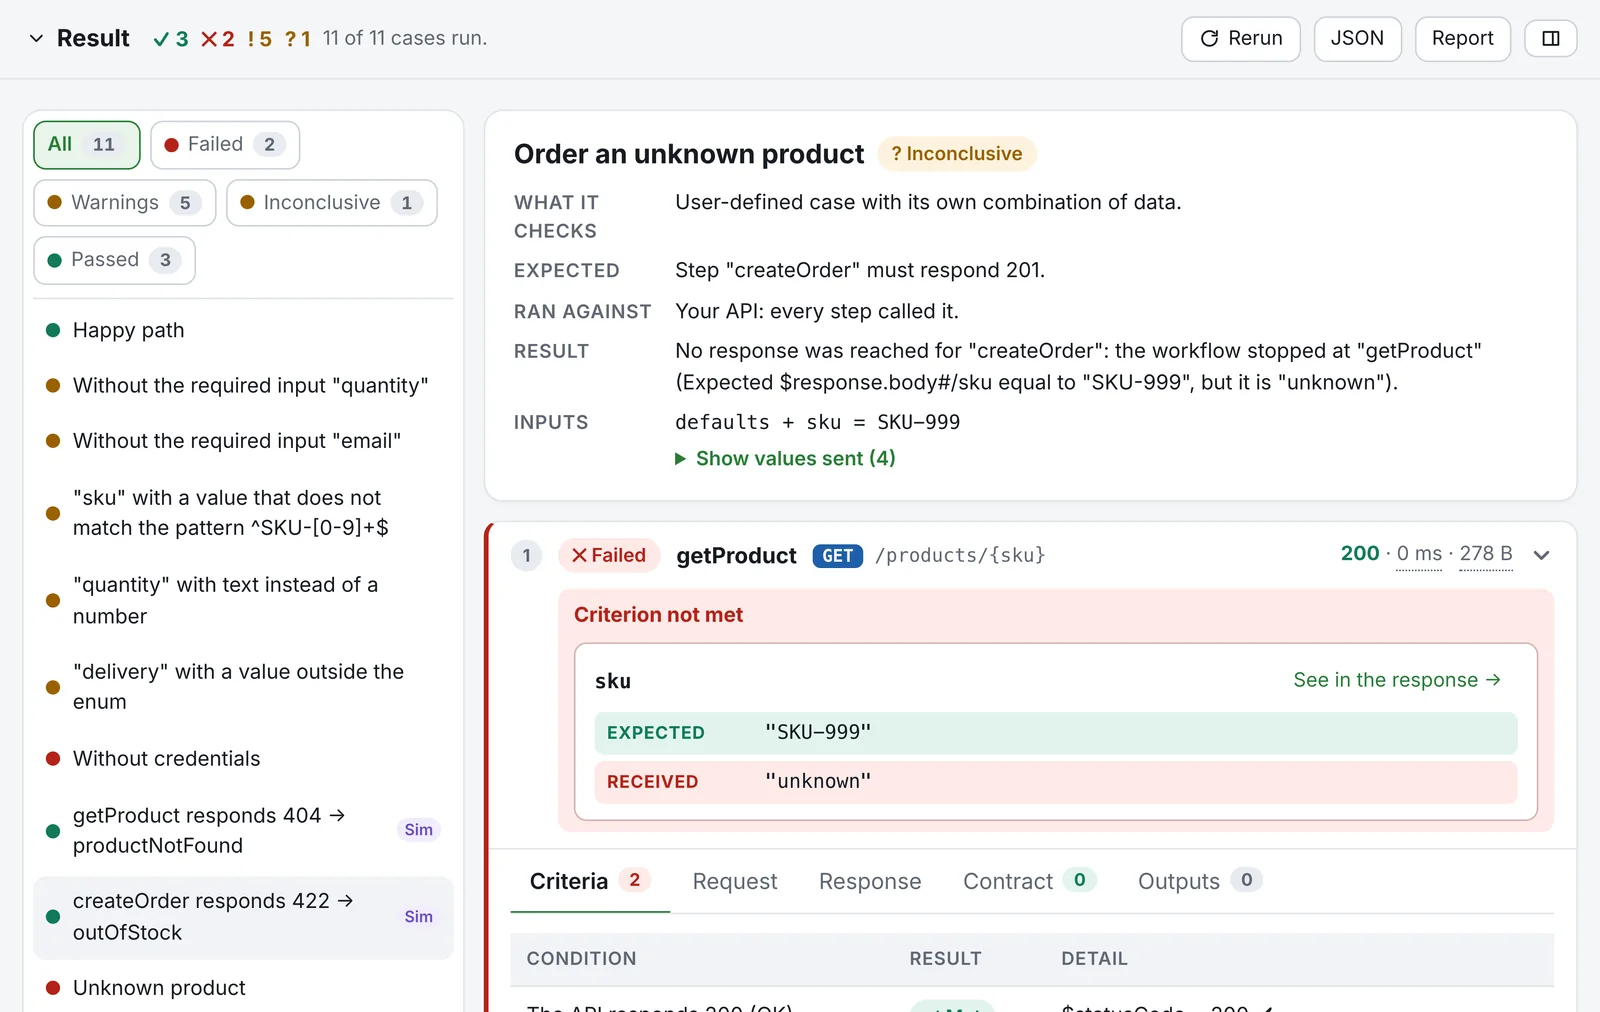 Result ✓ 3 ✕ 2 ! 5 ? 1 11 of 11 cases run.
Rerun JSON Report
All 11 Failed 2
Warnings 5 Inconclusive 1
Passed 3
Happy path
Without the required input "quantity"
Without the required input "email"
"sku" with a value that does not
match the pattern ^SKU-[0-9]+$
"quantity" with text instead of a
number
"delivery" with a value outside the
enum
Without credentials
getProduct responds 404 →
productNotFound
Sim
createOrder responds 422 →
outOfStock
Sim
Unknown product
Order an unknown product ? Inconclusive
WHAT IT
CHECKS
User-defined case with its own combination of data.
EXPECTED Step "createOrder" must respond 201.
RAN AGAINST Your API: every step called it.
RESULT No response was reached for "createOrder": the workflow stopped at "getProduct"
(Expected $response.body#/sku equal to "SKU-999", but it is "unknown").
INPUTS defaults + sku = SKU-999
▶ Show values sent (4)
1 ✕ Failed getProduct GET /products/{sku} 200 · 0 ms · 278 B
Criterion not met
sku See in the response →
EXPECTED "SKU-999"
RECEIVED "unknown"
Criteria 2 Request Response Contract 0 Outputs 0
CONDITION RESULT DETAIL
The API responds 200 (OK)